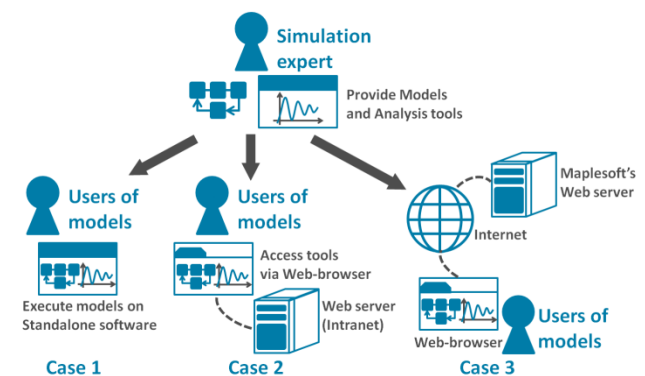 Simulation
expert
Provide Models
and Analysis tools
Users of
models
Execute models on
Standalone software
Case 1
Users of
models
Access tools
via Web-browser
Web server
(Intranet)
Case 2
Maplesoft's
Web server
Internet
Web-browser
Users of
models
Case 3